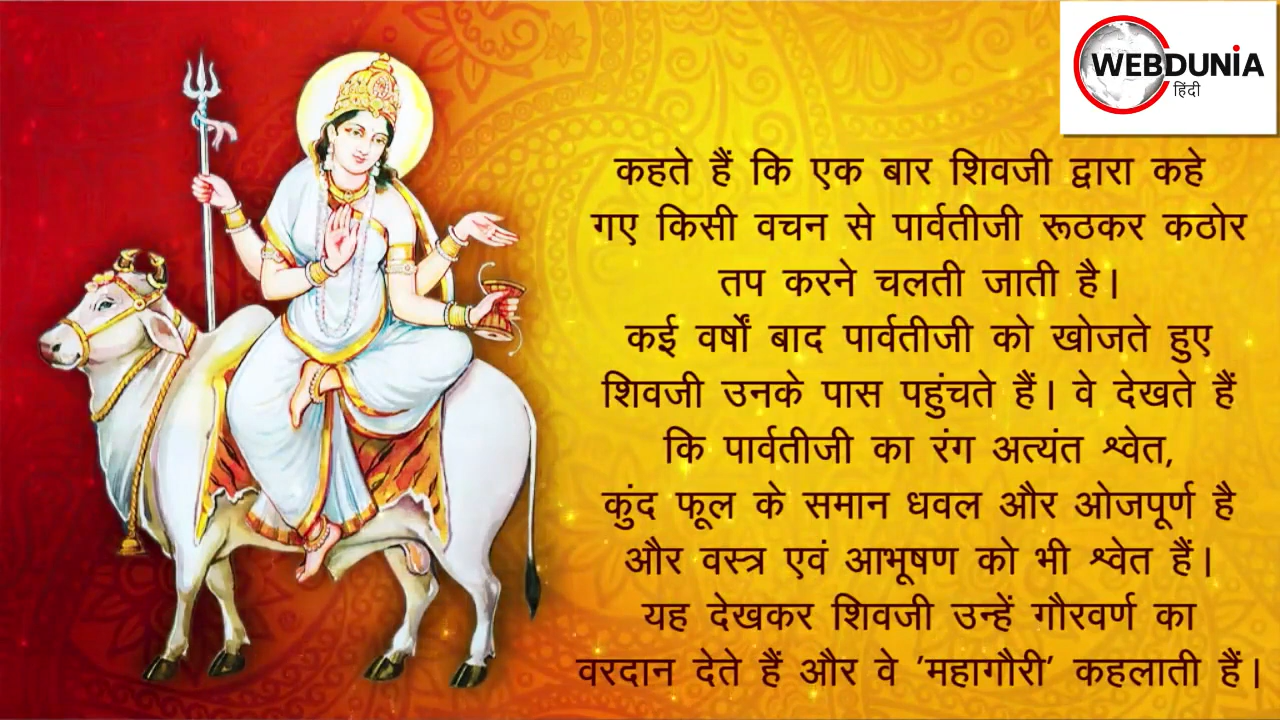 WEBDUNIA
हिंदी
कहते हैं कि एक बार शिवजी द्वारा कहे
गए किसी वचन से पार्वतीजी रूठकर कठोर
तप करने चलती जाती है।
कई वर्षों बाद पार्वतीजी को खोजते हुए
शिवजी उनके पास पहुंचते हैं। वे देखते हैं
कि पार्वतीजी का रंग अत्यंत श्वेत,
कुंद फूल के समान धवल और ओजपूर्ण है
और वस्त्र एवं आभूषण को भी श्वेत हैं।
यह देखकर शिवजी उन्हें गौरवर्ण का
वरदान देते हैं और वे 'महागौरी' कहलाती हैं।